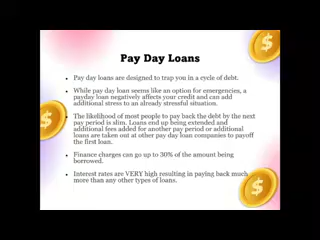 Pay Day Loans
• Pay day loans are designed to trap you in a cycle of debt.
• While pay day loan seems like an option for emergencies, a
payday loan negatively affects your credit and can add
additional stress to an already stressful situation.
• The likelihood of most people to pay back the debt by the next
pay period is slim. Loans end up being extended and
additional fees added for another pay period or additional
loans are taken out at other pay day loan companies to payoff
the first loan.
• Finance charges can go up to 30% of the amount being
borrowed.
• Interest rates are VERY high resulting in paying back much
more than any other types of loans.